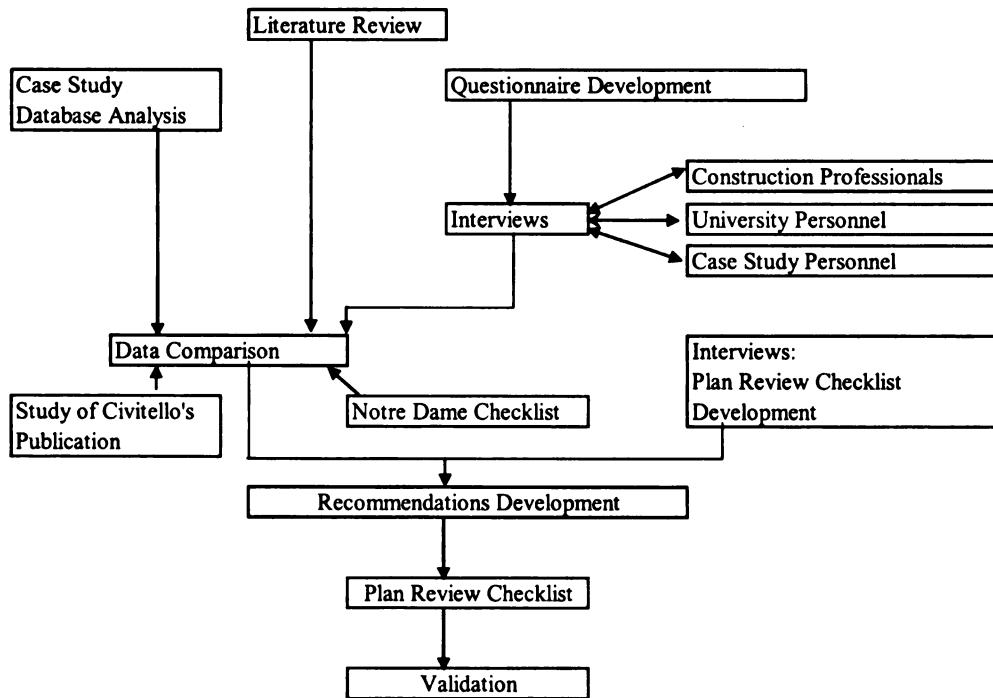 Literature Review
Case Study
Database Analysis
Questionnaire Development
Construction Professionals
Interviews
University Personnel
Case Study Personnel
Data Comparison
Interviews:
Plan Review Checklist
Development
Study of Civitello's
Publication
Notre Dame Checklist
Recommendations Development
Plan Review Checklist
Validation